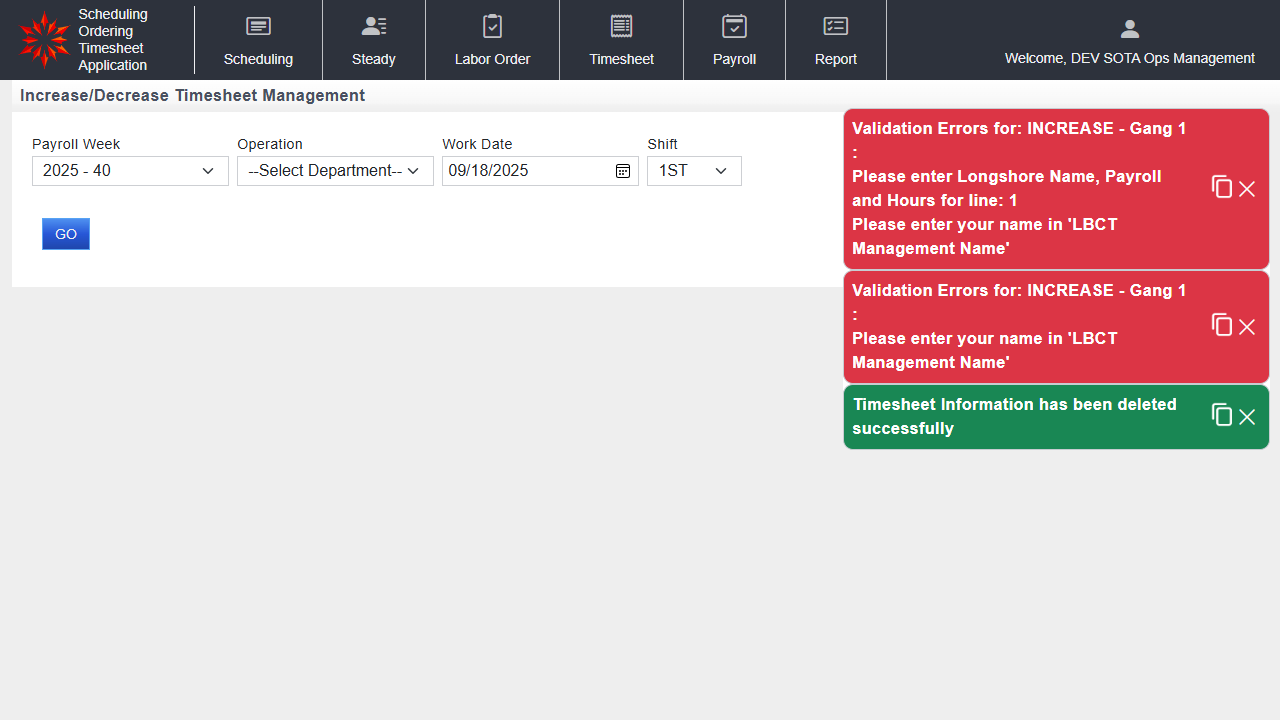 Scheduling
Ordering
Timesheet
Application
Scheduling
Steady
Labor Order
Timesheet
Payroll
Report
Welcome, DEV SOTA Ops Management
Increase/Decrease Timesheet Management
Payroll Week
Operation
Work Date
Shift
2025 - 40
--Select Department--
09/18/2025
1ST
GO
Validation Errors for: INCREASE - Gang 1
:
Please enter Longshore Name, Payroll
and Hours for line: 1
Please enter your name in 'LBCT
Management Name'
Validation Errors for: INCREASE - Gang 1
:
Please enter your name in 'LBCT
Management Name'
Timesheet Information has been deleted
successfully